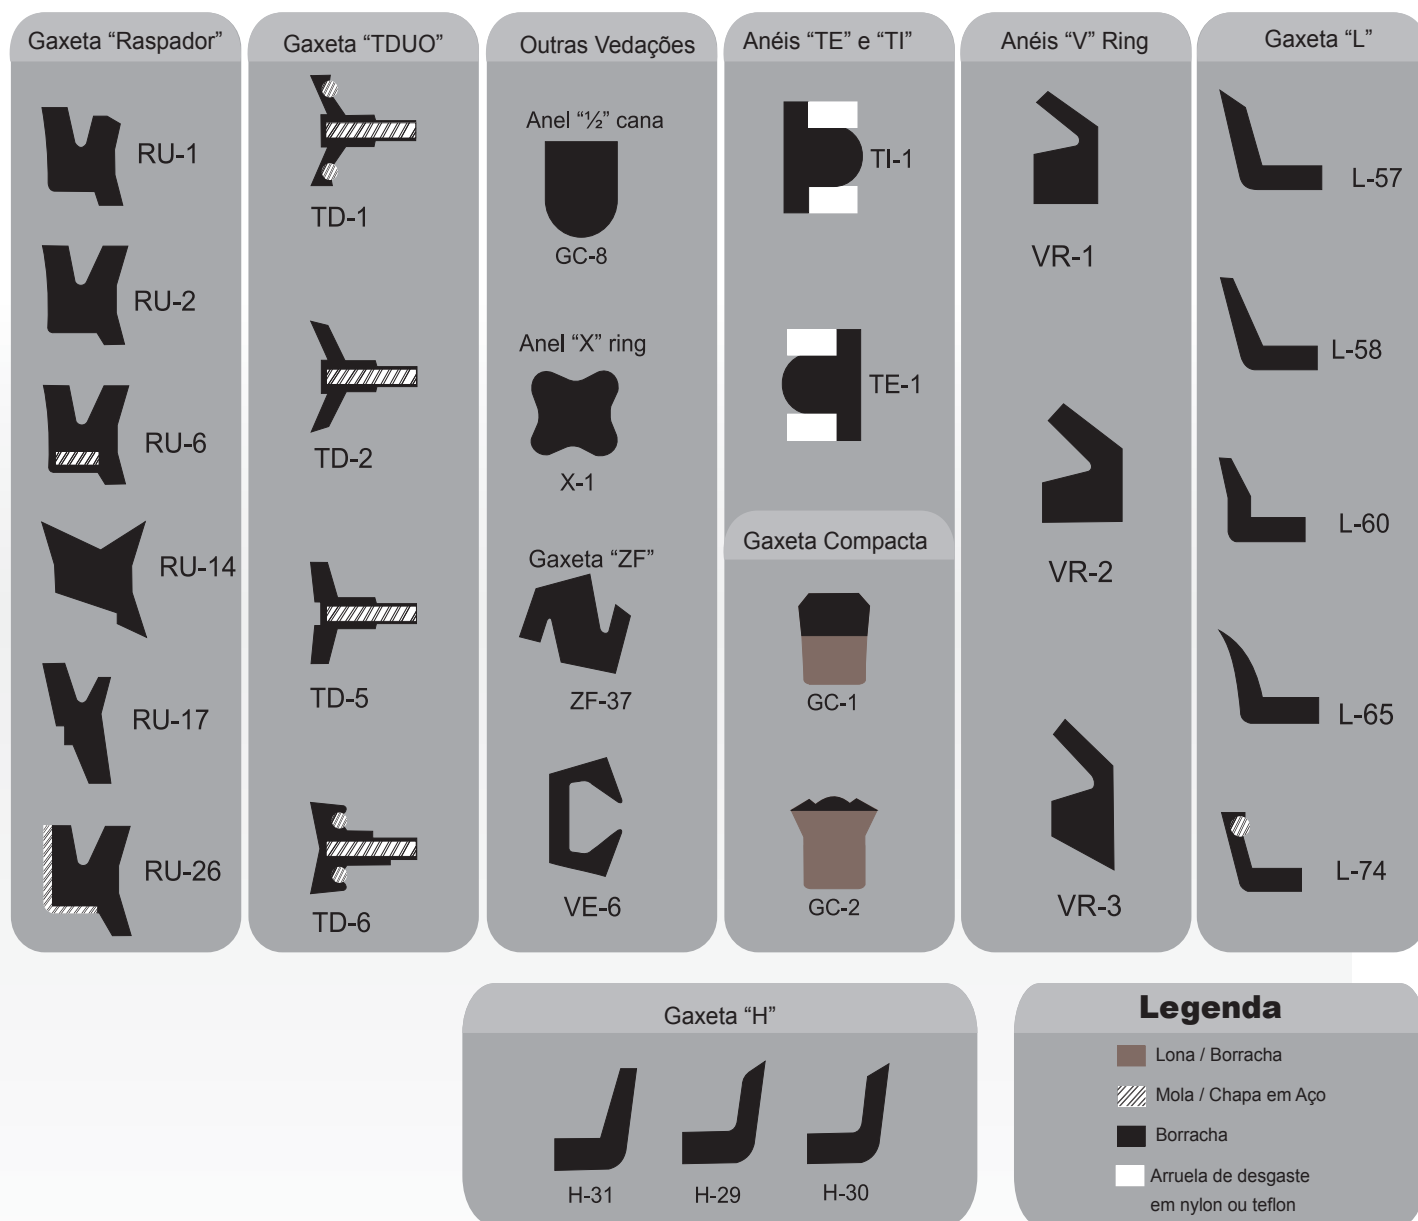 Gaxeta “Raspador”
RU-1
RU-2
RU-6
RU-14
RU-17
RU-26
Gaxeta “TDUO”
TD-1
TD-2
TD-5
TD-6
Outras Vedações
Anel “½” cana
GC-8
Anel “X” ring
X-1
Gaxeta “ZF”
ZF-37
VE-6
Anéis “TE” e “TI”
TI-1
TE-1
Gaxeta Compacta
GC-1
GC-2
Anéis “V” Ring
VR-1
VR-2
VR-3
Gaxeta “L”
L-57
L-58
L-60
L-65
L-74
Gaxeta “H”
H-31
H-29
H-30
Legenda
Lona / Borracha
Mola / Chapa em Aço
Borracha
Arruela de desgaste
em nylon ou teflon